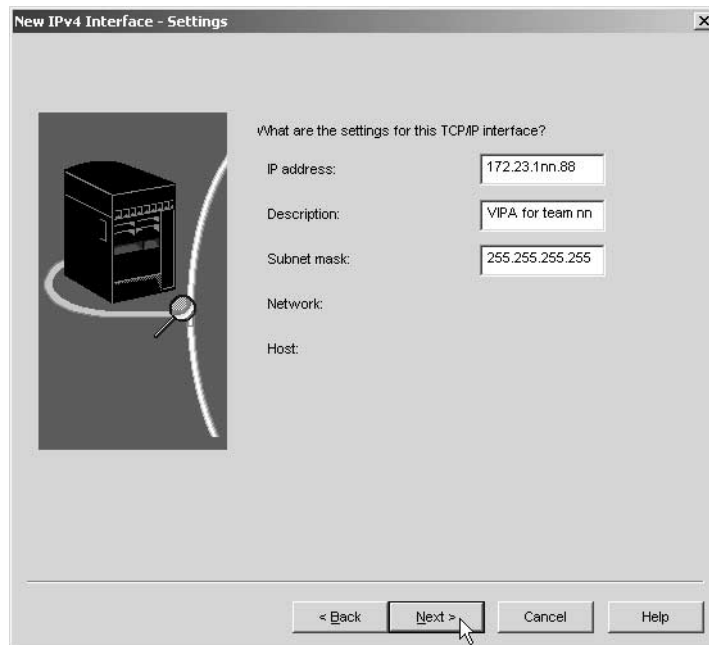 New IPv4 Interface - Settings
What are the settings for this TCP/IP interface?
IP address: 172.23.1nn.88
Description: VIPA for team nn
Subnet mask: 255.255.255.255
Network:
Host:
< Back Next > Cancel Help